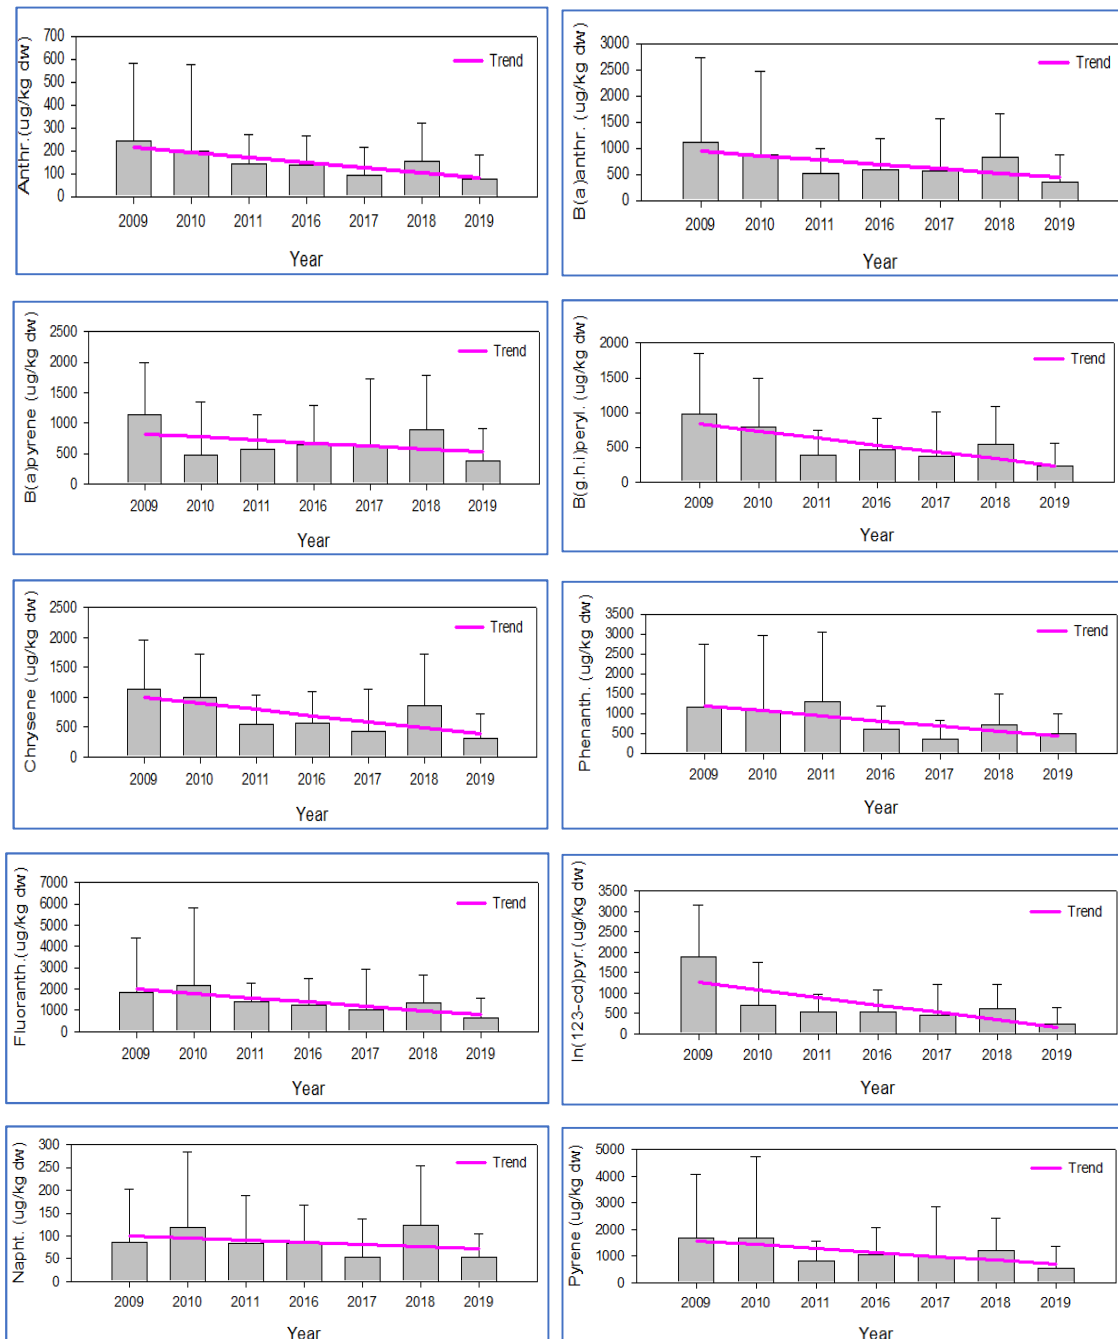 Anthr.(ug/kg dw)
700
600
500
400
300
200
100
0
Trend
2009 2010 2011 2016 2017 2018 2019
Year
B(a)anthr. (ug/kg dw)
3000
2500
2000
1500
1000
500
0
Trend
2009 2010 2011 2016 2017 2018 2019
Year
B(a)pyrene (ug/kg dw)
2500
2000
1500
1000
500
0
Trend
2009 2010 2011 2016 2017 2018 2019
Year
B(g.h.i)peryl. (ug/kg dw)
2000
1500
1000
500
0
Trend
2009 2010 2011 2016 2017 2018 2019
Year
Chrysene (ug/kg dw)
2500
2000
1500
1000
500
0
Trend
2009 2010 2011 2016 2017 2018 2019
Year
Phenanth. (ug/kg dw)
3500
3000
2500
2000
1500
1000
500
0
Trend
2009 2010 2011 2016 2017 2018 2019
Year
Fluoranth.(ug/kg dw)
7000
6000
5000
4000
3000
2000
1000
0
Trend
2009 2010 2011 2016 2017 2018 2019
Year
In(123-cd)pyr.(ug/kg dw)
3500
3000
2500
2000
1500
1000
500
0
Trend
2009 2010 2011 2016 2017 2018 2019
Year
Napht. (ug/kg dw)
300
250
200
150
100
50
0
Trend
2009 2010 2011 2016 2017 2018 2019
Year
Pyrene (ug/kg dw)
5000
4000
3000
2000
1000
0
Trend
2009 2010 2011 2016 2017 2018 2019
Year